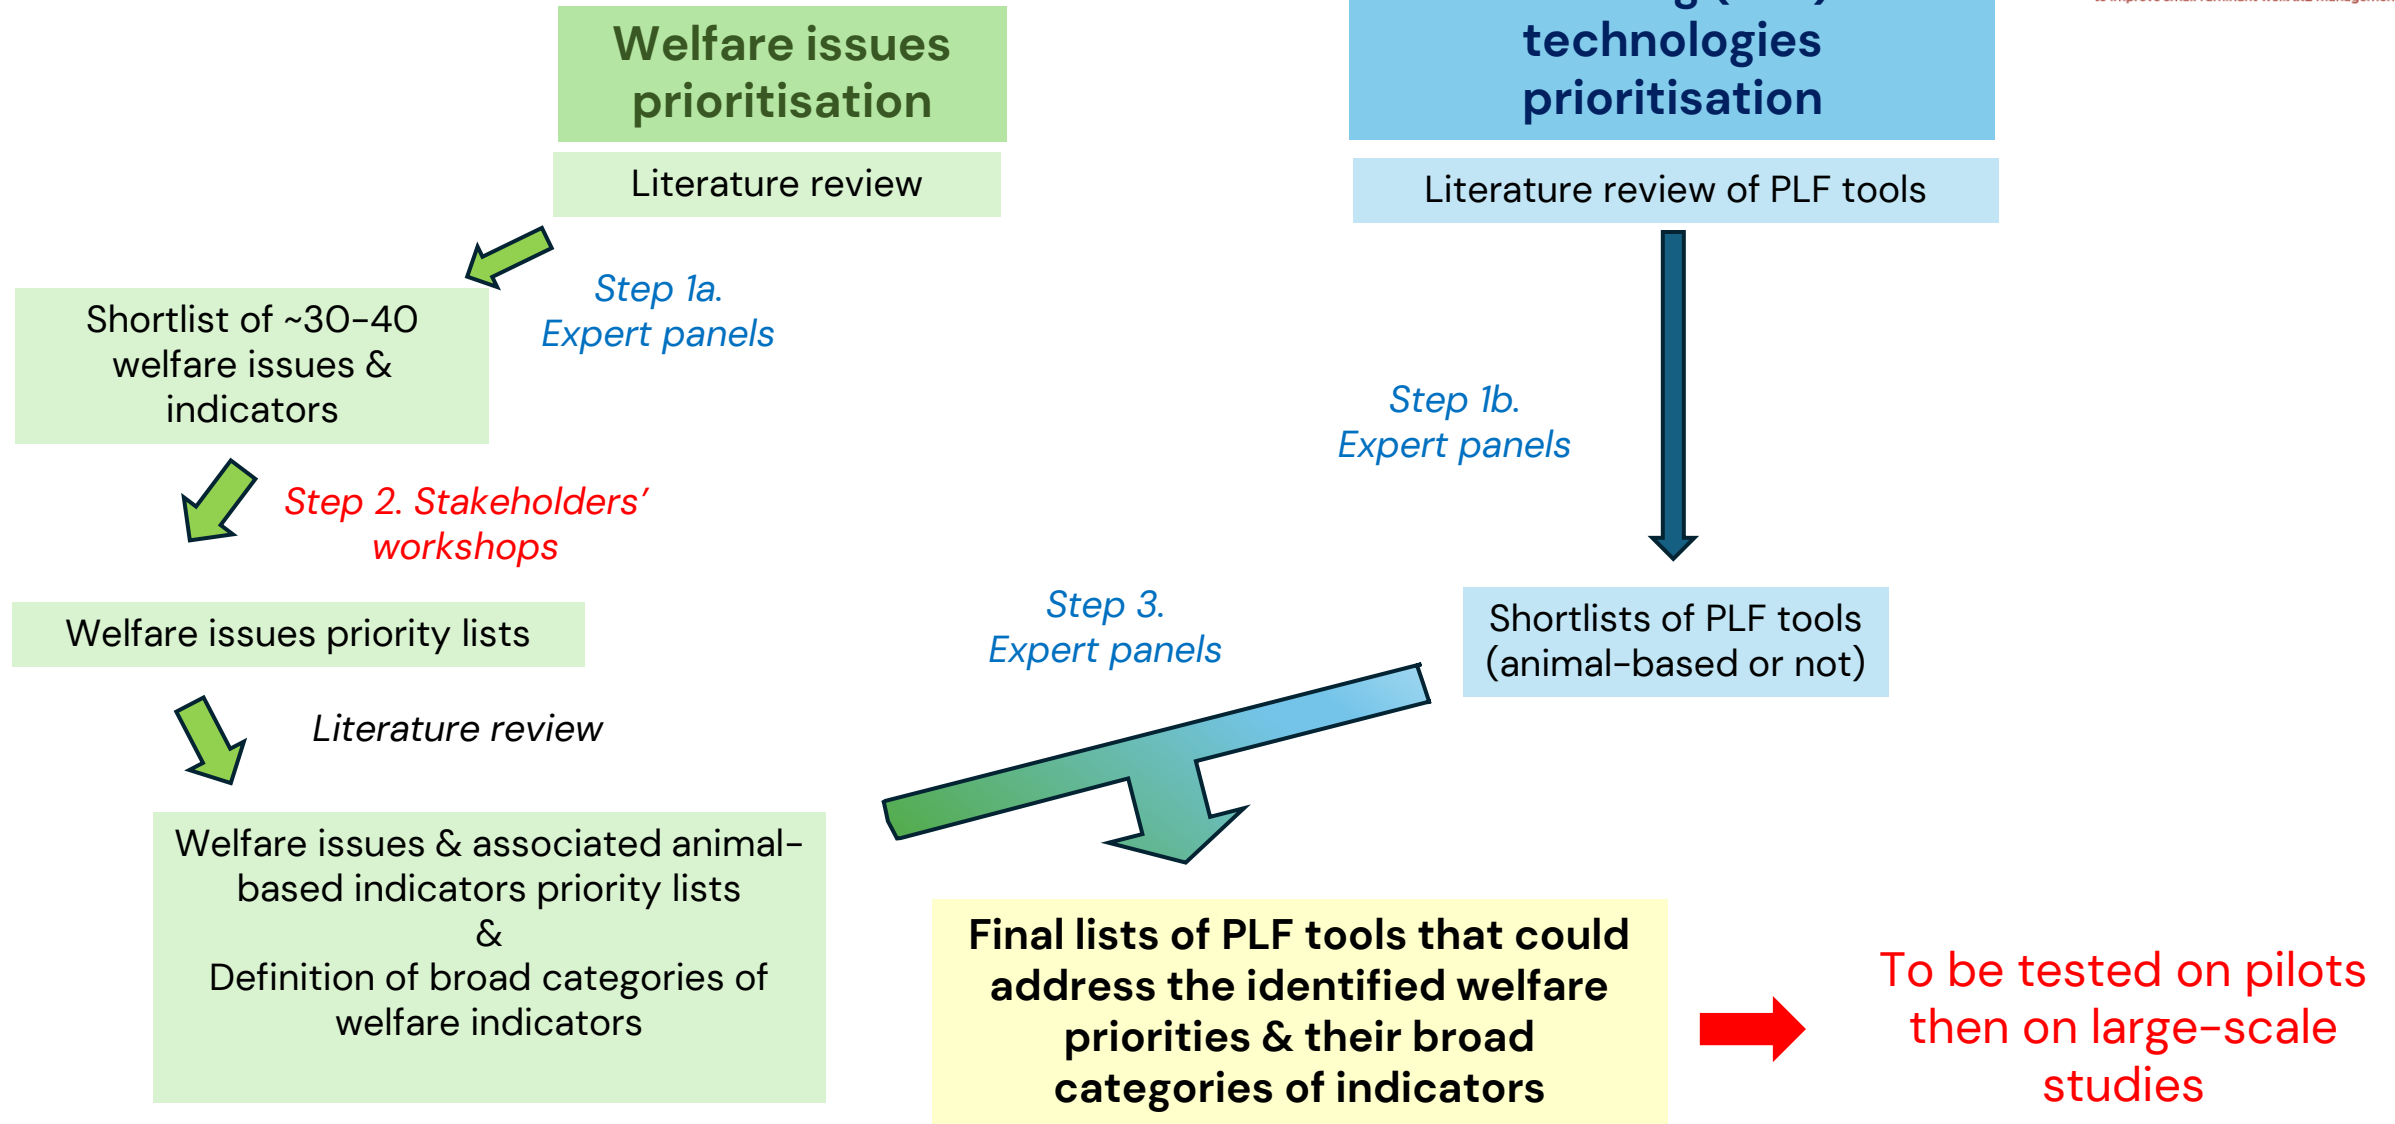 Welfare issues
prioritisation
Literature review
Step 1a.
Expert panels
Shortlist of ~30-40
welfare issues &
indicators
Step 2. Stakeholders’
workshops
Welfare issues priority lists
Literature review
Welfare issues & associated animal-
based indicators priority lists
&
Definition of broad categories of
welfare indicators
technologies
prioritisation
Literature review of PLF tools
Step 1b.
Expert panels
Shortlists of PLF tools
(animal-based or not)
Step 3.
Expert panels
Final lists of PLF tools that could
address the identified welfare
priorities & their broad
categories of indicators
To be tested on pilots
then on large-scale
studies